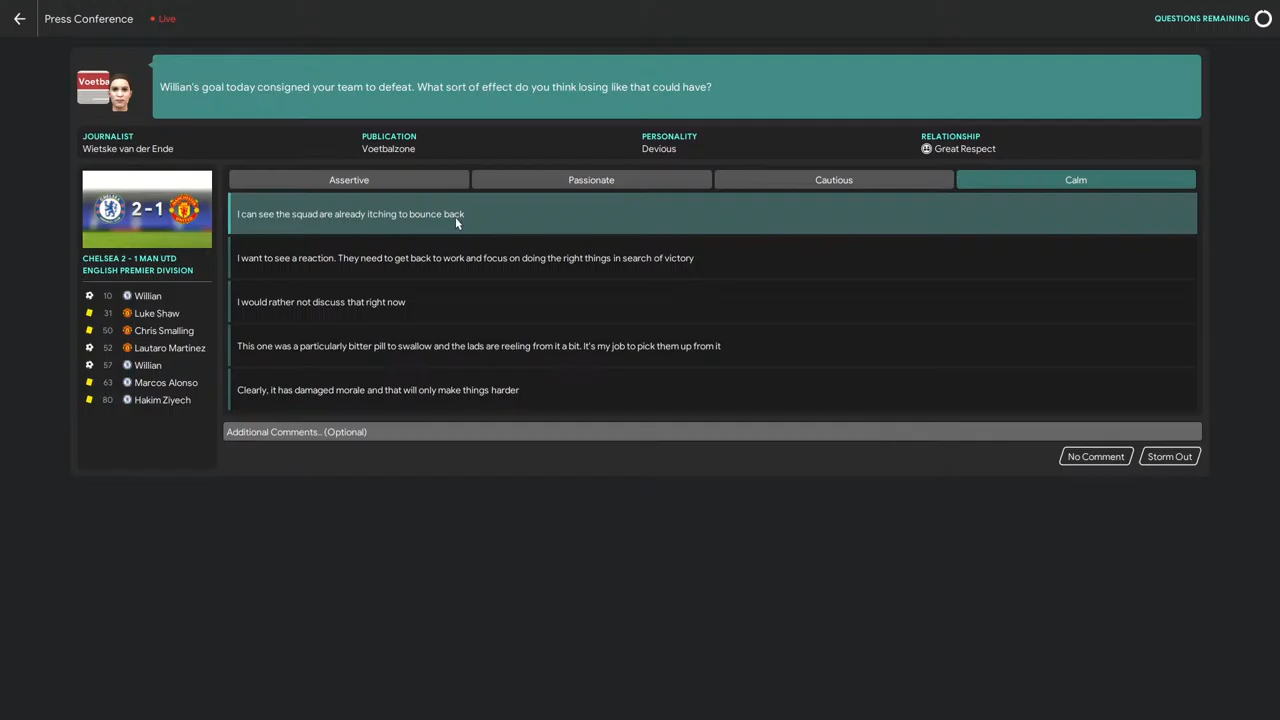 Press Conference
Live
QUESTIONS REMAINING
Voetba
Willian's goal today consigned your team to defeat. What sort of effect do you think losing like that could have?
JOURNALIST
Wietske van der Ende
PUBLICATION
Voetbalzone
PERSONALITY
Devious
RELATIONSHIP
Great Respect
2-1
CHELSEA 2 - 1 MAN UTD
ENGLISH PREMIER DIVISION
10 Willian
31 Luke Shaw
50 Chris Smalling
52 Lautaro Martínez
57 Willian
63 Marcos Alonso
80 Hakim Ziyech
Assertive
Passionate
Cautious
Calm
I can see the squad are already itching to bounce back
I want to see a reaction. They need to get back to work and focus on doing the right things in search of victory
I would rather not discuss that right now
This one was a particularly bitter pill to swallow and the lads are reeling from it a bit. It's my job to pick them up from it
Clearly, it has damaged morale and that will only make things harder
Additional Comments.. (Optional)
No Comment
Storm Out